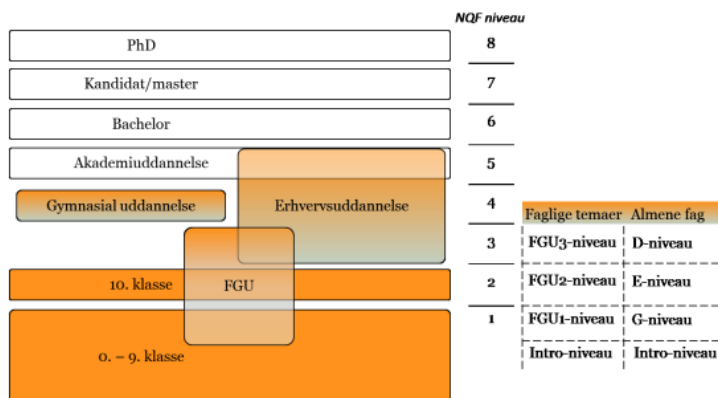 NQF niveau
PhD
8
Kandidat/master
7
Bachelor
6
Akademiuddannelse
5
Gymnasial uddannelse
Erhvervsuddannelse
4
Faglige temaer Almene fag
3
FGU3-niveau D-niveau
10. klasse
FGU
2
FGU2-niveau E-niveau
1
FGU1-niveau G-niveau
0. – 9. klasse
Intro-niveau Intro-niveau